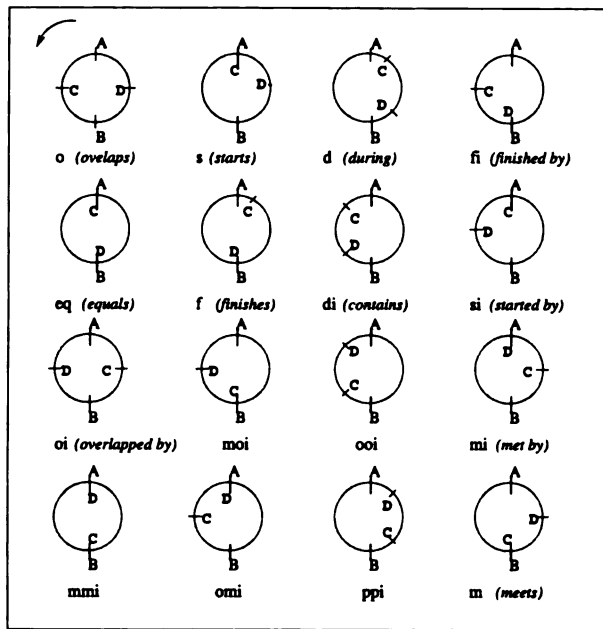 A A A A
C D C D C C D D
B B B B
o (ovelaps) s (starts) d (during) fi (finished by)
A A A A
C D C D C D C D
B B B B
eq (equals) f (finishes) di (contains) si (started by)
A A A A
D C D C D C D C
B B B B
oi (overlapped by) moi ooi mi (met by)
A A A A
D C D C D C D C
B B B B
mmi omi ppi m (meets)